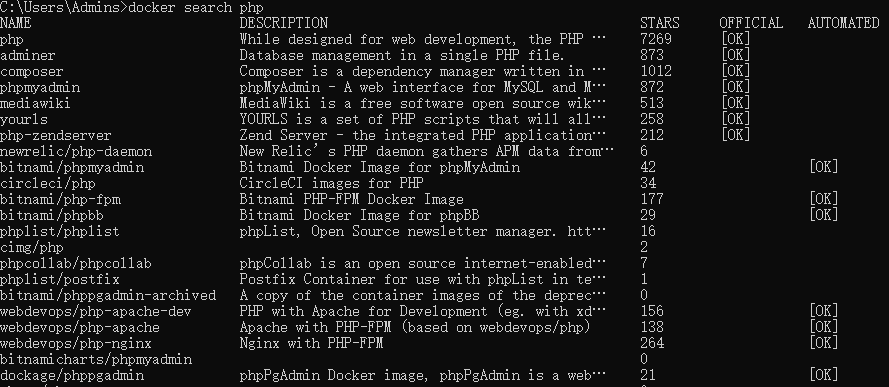 C:\Users\Admins>docker search php
NAME DESCRIPTION STARS OFFICIAL AUTOMATED
php While designed for web development, the PHP … 7269 [OK]
adminer Database management in a single PHP file. 873 [OK]
composer Composer is a dependency manager written in … 1012 [OK]
phpmyadmin phpMyAdmin - A web interface for MySQL and M… 872 [OK]
mediawiki MediaWiki is a free software open source wik… 513 [OK]
yourls YOURLS is a set of PHP scripts that will all… 258 [OK]
php-zendserver Zend Server - the integrated PHP application… 212 [OK]
newrelic/php-daemon New Relic’s PHP daemon gathers APM data from… 6
bitnami/phpmyadmin Bitnami Docker Image for phpMyAdmin 42 [OK]
circleci/php CircleCI images for PHP 34
bitnami/php-fpm Bitnami PHP-FPM Docker Image 177 [OK]
bitnami/phpbb Bitnami Docker Image for phpBB 29 [OK]
phplist/phplist phpList, Open Source newsletter manager. htt… 16
cimg/php 2
phpcollab/phpcollab phpCollab is an open source internet-enabled… 7
phplist/postfix Postfix Container for use with phpList in te… 1
bitnami/phppgadmin-archived A copy of the container images of the deprec… 0
webdevops/php-apache-dev PHP with Apache for Development (eg. with xd… 156 [OK]
webdevops/php-apache Apache with PHP-FPM (based on webdevops/php) 138 [OK]
webdevops/php-nginx Nginx with PHP-FPM 264 [OK]
bitnamicharts/phpmyadmin 0
dockage/phppgadmin phpPgAdmin Docker image, phpPgAdmin is a web… 21 [OK]